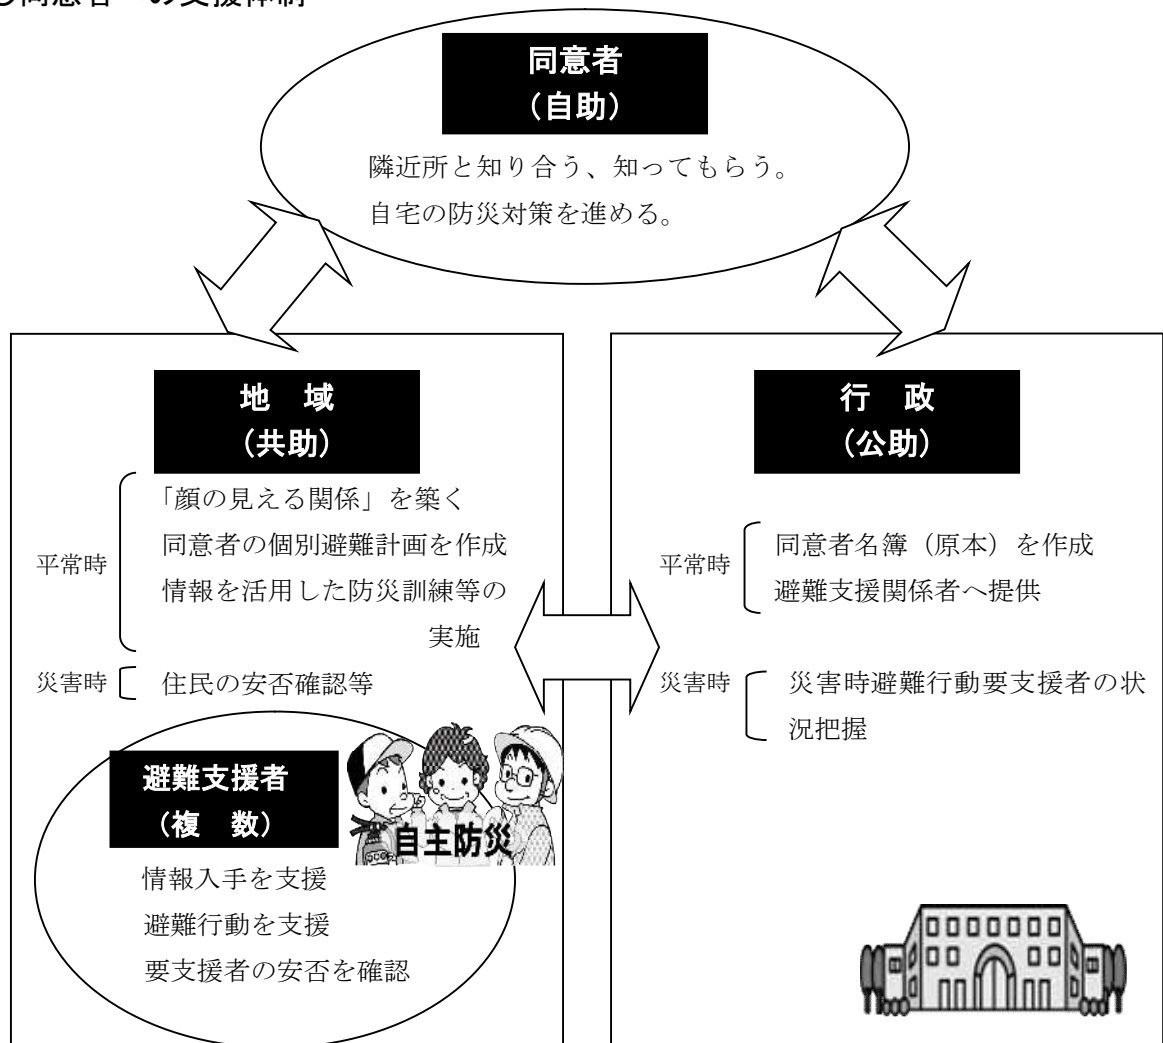 同意者 の支援体制
同意者
（自助）
隣近所と知り合う、知ってもらう。
自宅の防災対策を進める。
地　域
（共助）
平常時
「顔の見える関係」を築く
同意者の個別避難計画を作成
情報を活用した防災訓練等の
実施
災害時
住民の安否確認等
避難支援者
（複　数）
自主防災
情報入手を支援
避難行動を支援
要支援者の安否を確認
行　政
（公助）
平常時
同意者名簿（原本）を作成
避難支援関係者へ提供
災害時
災害時避難行動要支援者の状
況把握